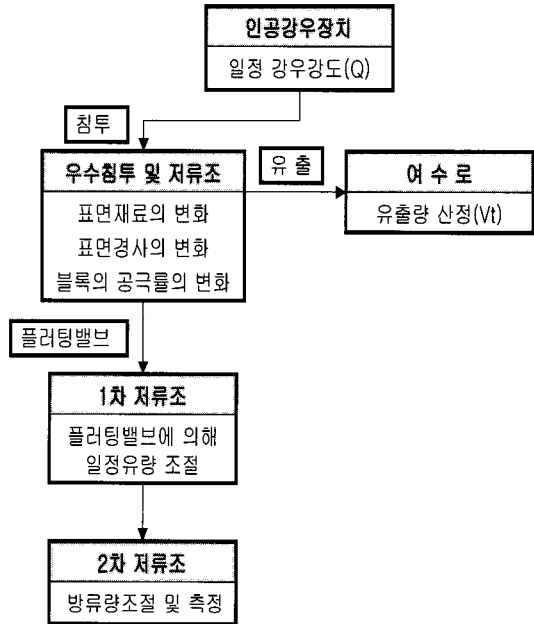 인공강우장치
일정 강우강도(Q)
침투
유 출
우수침투 및 저류조
표면재료의 변화
표면경사의 변화
블록의 공극률의 변화
여 수 로
유출량 산정(Vt)
플러팅밸브
1차 저류조
플러팅밸브에 의해
일정유량 조절
2차 저류조
방류량조절 및 측정